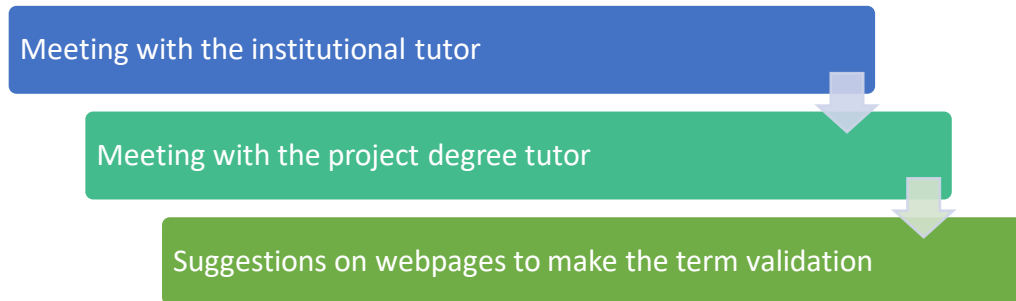 Meeting with the institutional tutor
Meeting with the project degree tutor
Suggestions on webpages to make the term validation